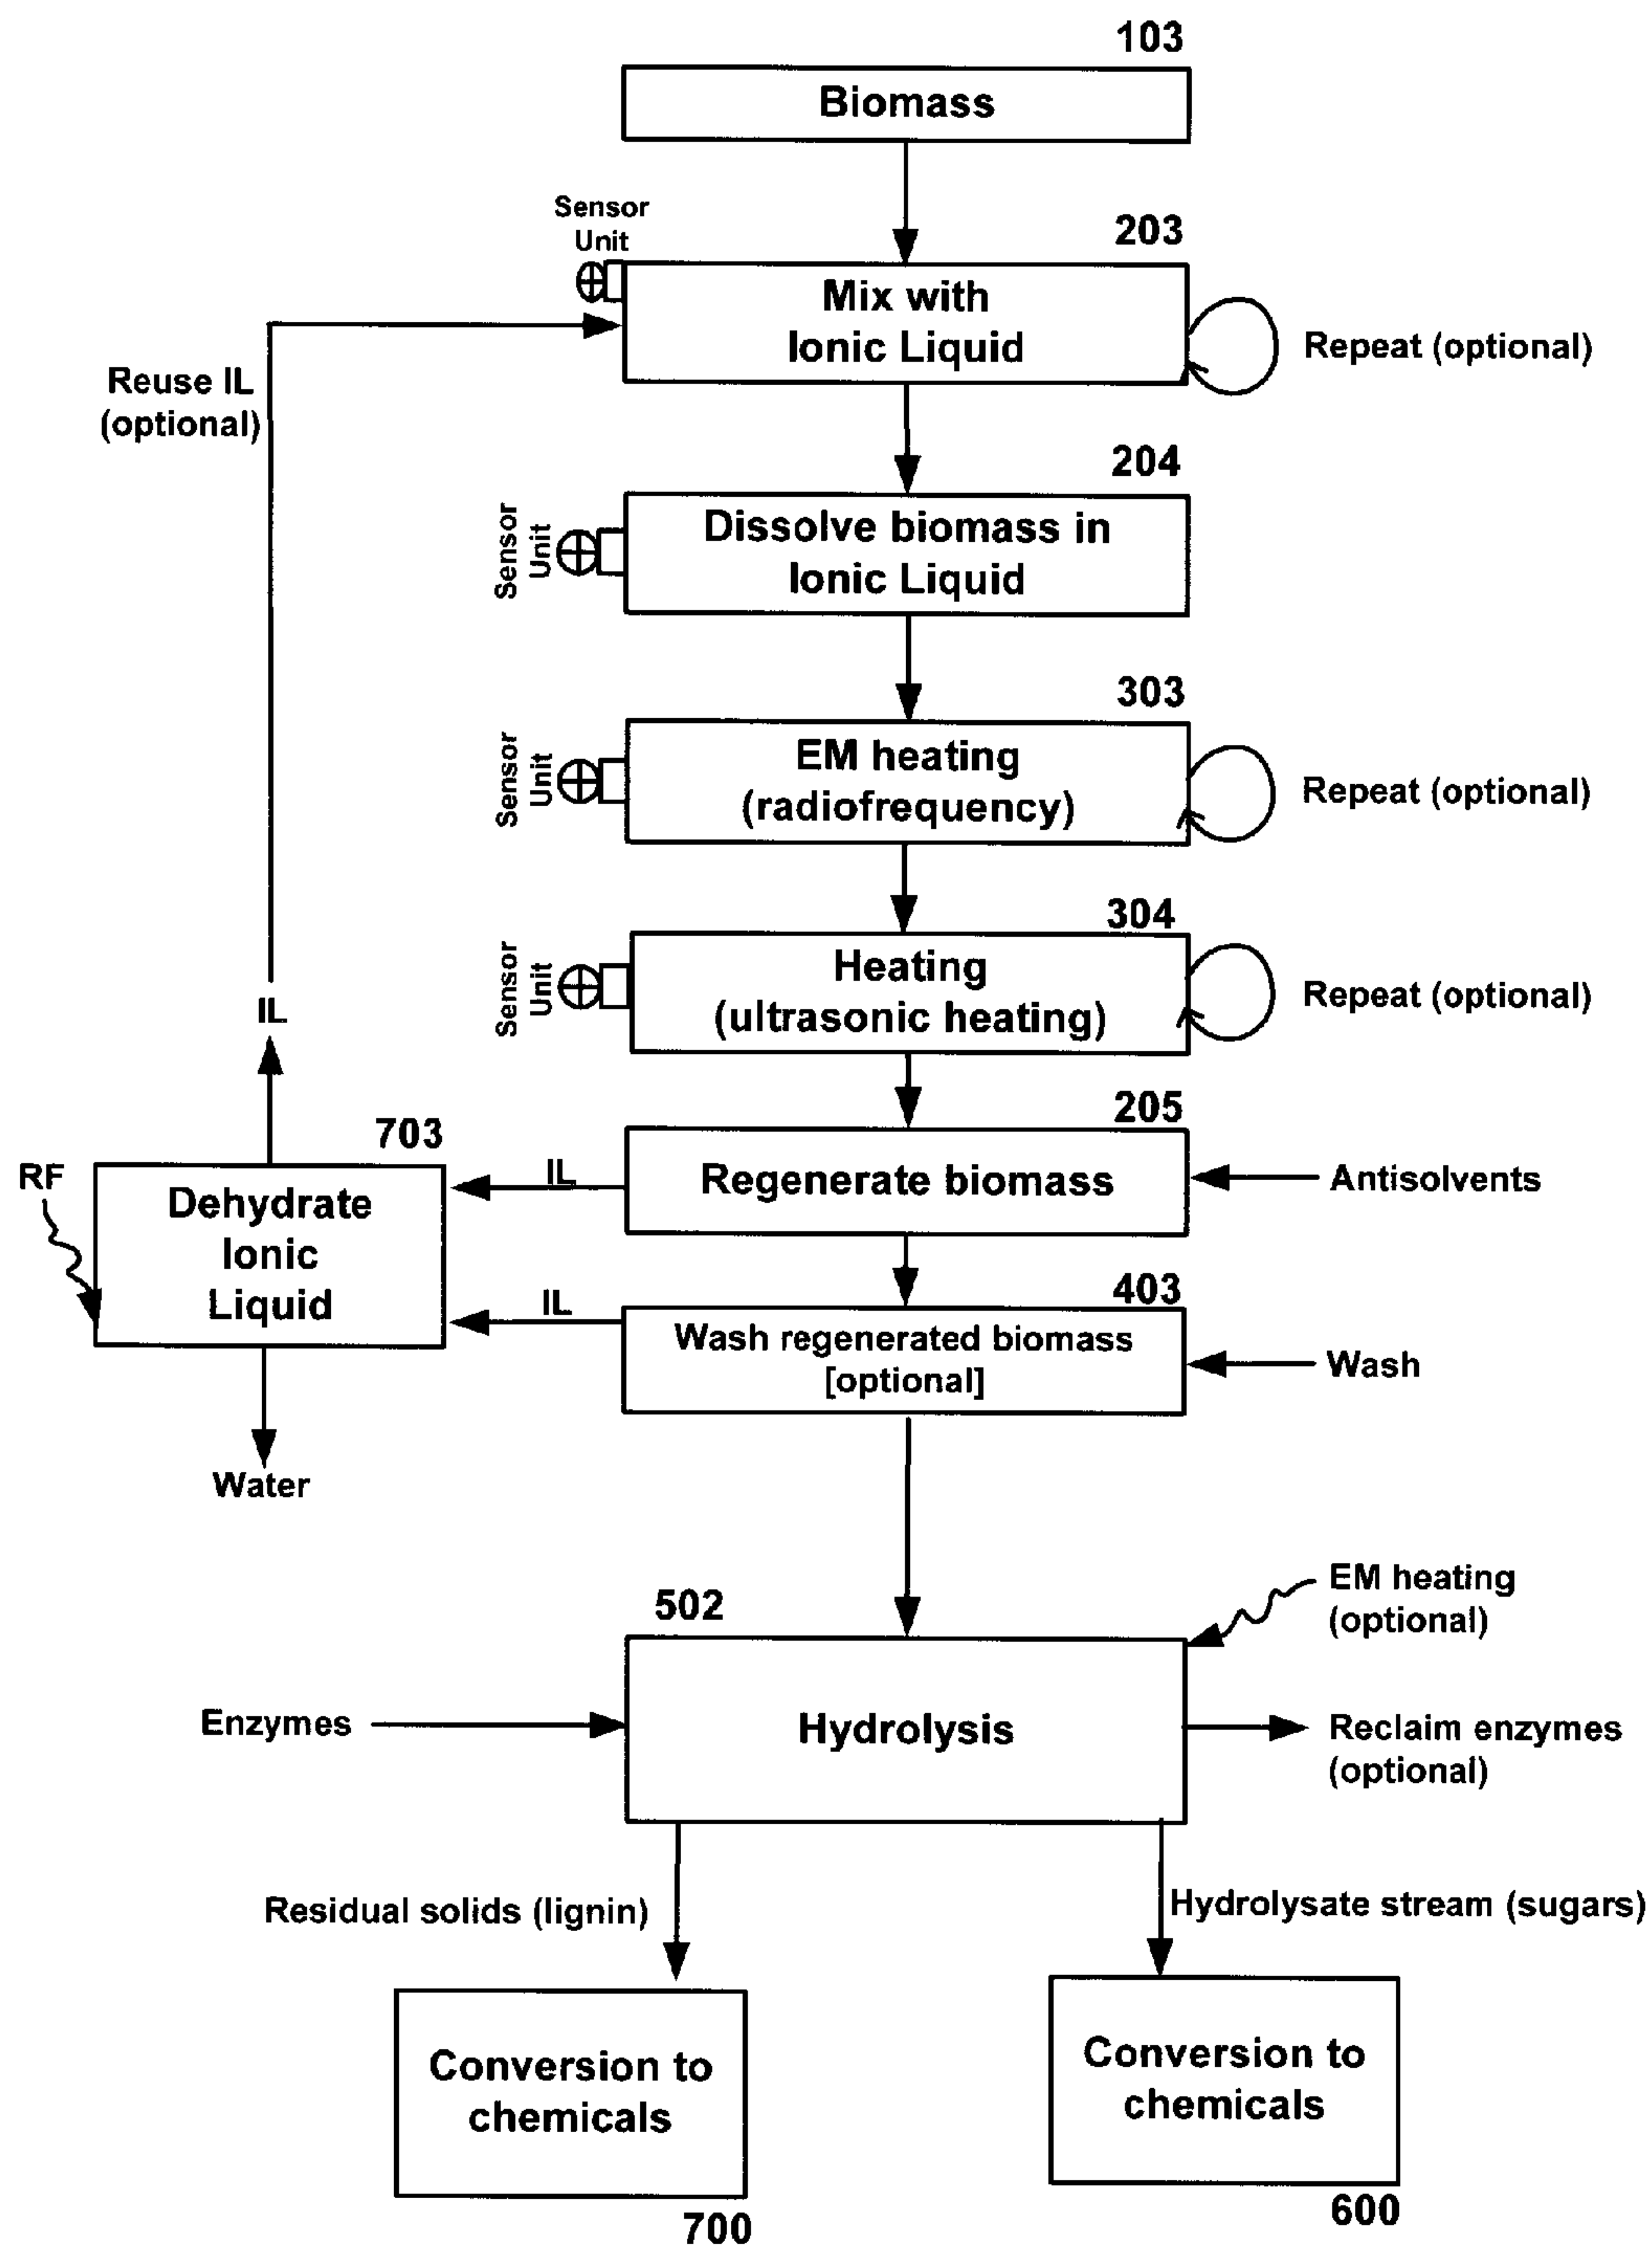 103
Biomass
Sensor
Unit
203
Mix with
Ionic Liquid
Repeat (optional)
Reuse IL
(optional)
204
Sensor
Unit
Dissolve biomass in
Ionic Liquid
303
Sensor
Unit
EM heating
(radiofrequency)
Repeat (optional)
304
Sensor
Unit
Heating
(ultrasonic heating)
Repeat (optional)
IL
205
703
RF
IL
Regenerate biomass
Antisolvents
Dehydrate
Ionic
Liquid
403
IL
Wash regenerated biomass
[optional]
Wash
Water
EM heating
(optional)
502
Enzymes
Hydrolysis
Reclaim enzymes
(optional)
Residual solids (lignin)
Hydrolysate stream (sugars)
Conversion to
chemicals
700
Conversion to
chemicals
600